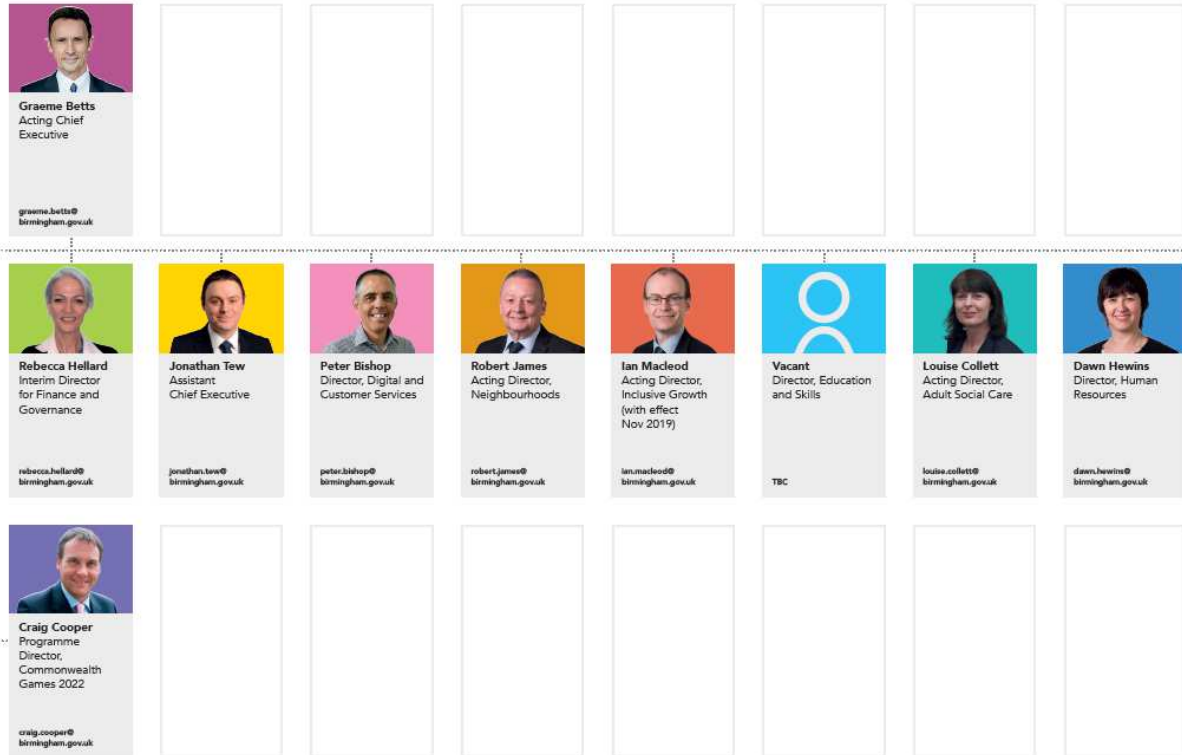 Graeme Betts
Acting Chief
Executive
graeme.betts@
birmingham.gov.uk
Rebecca Hellard
Interim Director
for Finance and
Governance
rebecca.hellard@
birmingham.gov.uk
Jonathan Tew
Assistant
Chief Executive
jonathan.tew@
birmingham.gov.uk
Peter Bishop
Director, Digital and
Customer Services
peter.bishop@
birmingham.gov.uk
Robert James
Acting Director,
Neighbourhoods
robert.james@
birmingham.gov.uk
Ian Macleod
Acting Director,
Inclusive Growth
(with effect
Nov 2019)
ian.macleod@
birmingham.gov.uk
Vacant
Director, Education
and Skills
TBC
Louise Collett
Acting Director,
Adult Social Care
louise.collett@
birmingham.gov.uk
Dawn Hewins
Director, Human
Resources
dawn.hewins@
birmingham.gov.uk
Craig Cooper
Programme
Director,
Commonwealth
Games 2022
craig.cooper@
birmingham.gov.uk